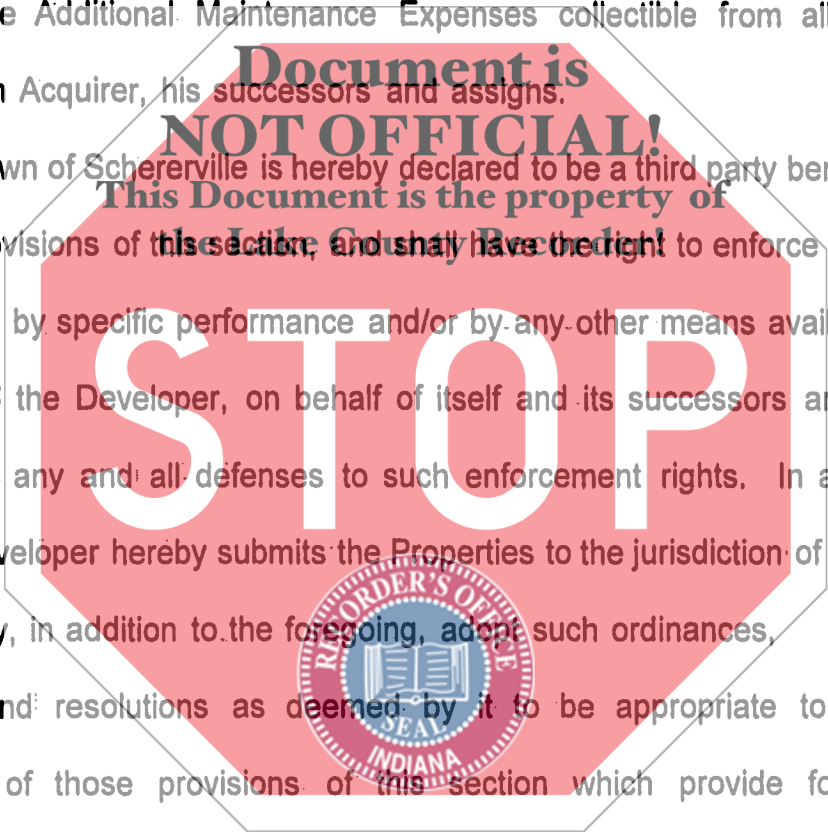 e Additional Maintenance Expenses collectible from all
Document is
Acquirer, his successors and assigns.
NOT OFFICIAL!
wn of Schererville is hereby declared to be a third party ber
This Document is the property of
the Lake County Recorder!
visions of this section, and shall have the right to enforce
by specific performance and/or by any other means avail
STOP
the Developer, on behalf of itself and its successors ar
any and all defenses to such enforcement rights. In a
veloper hereby submits the Properties to the jurisdiction of
, in addition to the foregoing, adopt such ordinances,
RECORDER'S OFFICE
nd resolutions as deemed by it to be appropriate to
SEAL
INDIANA
of those provisions of this section which provide fo